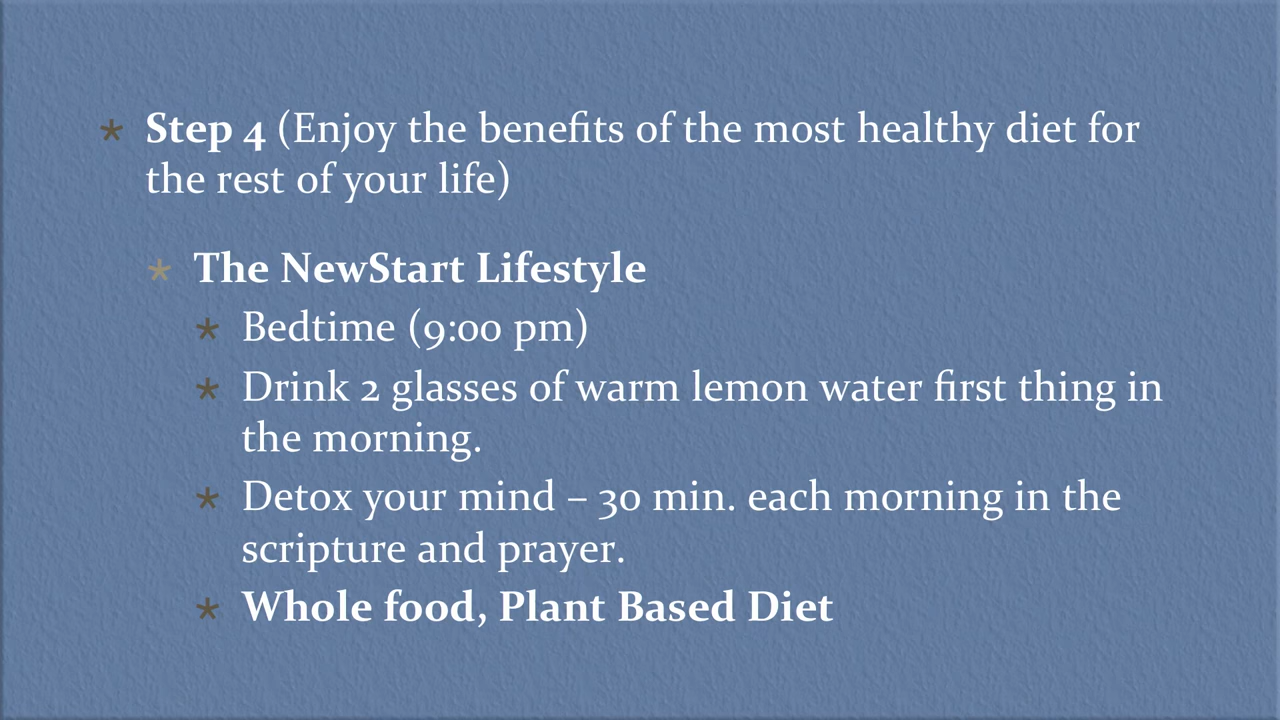 * Step 4 (Enjoy the benefits of the most healthy diet for
the rest of your life)
* The NewStart Lifestyle
* Bedtime (9:00 pm)
* Drink 2 glasses of warm lemon water first thing in
the morning.
* Detox your mind – 30 min. each morning in the
scripture and prayer.
* Whole food, Plant Based Diet